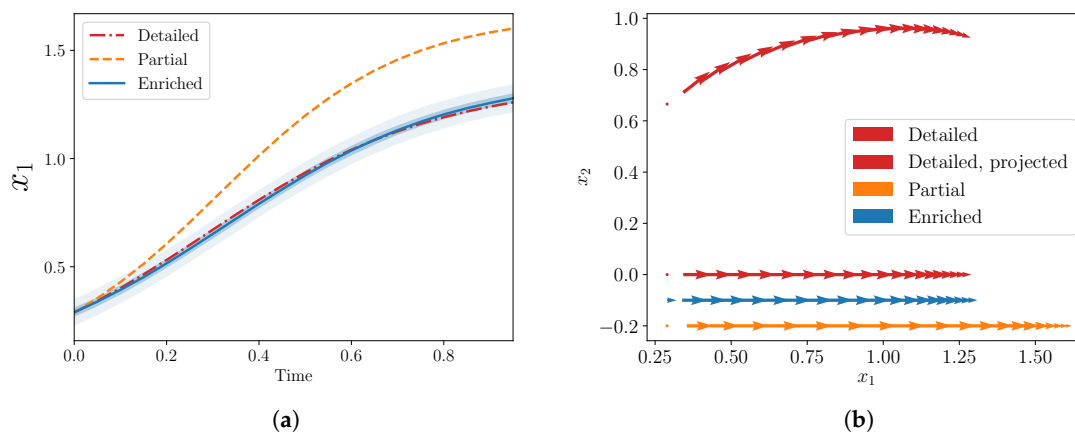 Detailed
Partial
Enriched
x₁
1.5
1.0
0.5
0.0
0.2
0.4
0.6
0.8
Time
(a)
1.0
0.8
0.6
0.4
0.2
0.0
−0.2
x₂
Detailed
Detailed, projected
Partial
Enriched
0.25
0.50
0.75
1.00
1.25
1.50
x₁
(b)